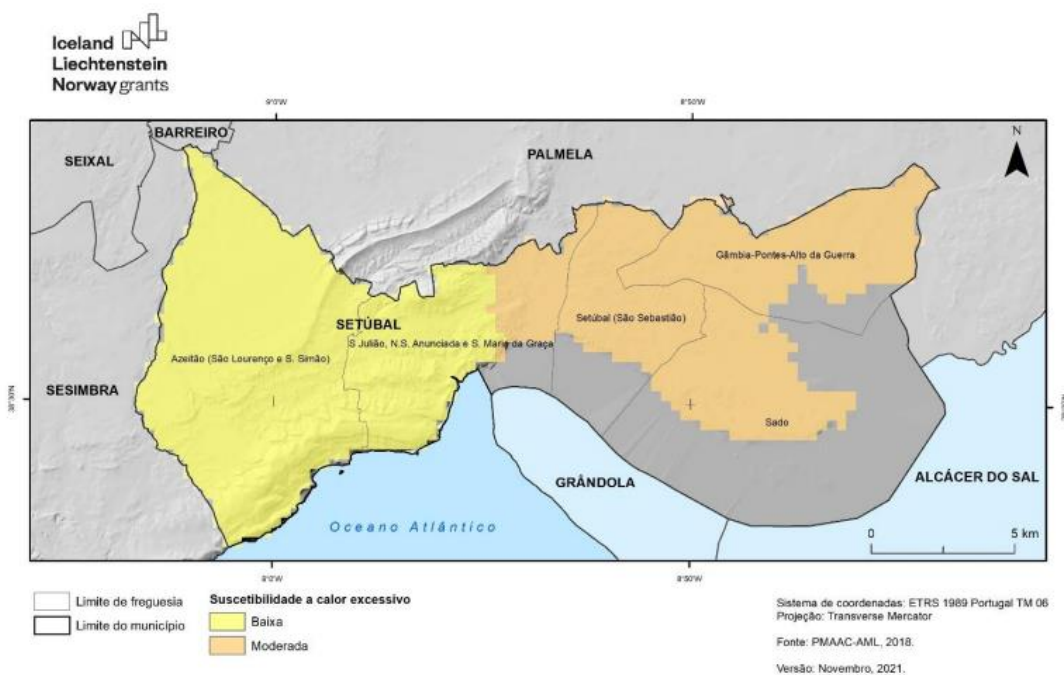 Iceland
Liechtenstein
Norway grants
9°0'W
8°50'W
BARREIRO
SEIXAL
PALMELA
N
Gâmbia-Pontes-Alto da Guerra
SETÚBAL
Setúbal (São Sebastião)
S Julião, N.S. Anunciada e S. Maria da Graça
Azeitão (São Lourenço e S. Simão)
SESIMBRA
38°30'N
Sado
GRÂNDOLA
ALCÁCER DO SAL
Oceano Atlântico
0
5 km
8°50'W
Limite de freguesia
Limite do município
Suscetibilidade a calor excessivo
Baixa
Moderada
Sistema de coordenadas: ETRS 1989 Portugal TM 06
Projeção: Transverse Mercator
Fonte: PMAAC-AML, 2018.
Versão: Novembro, 2021.